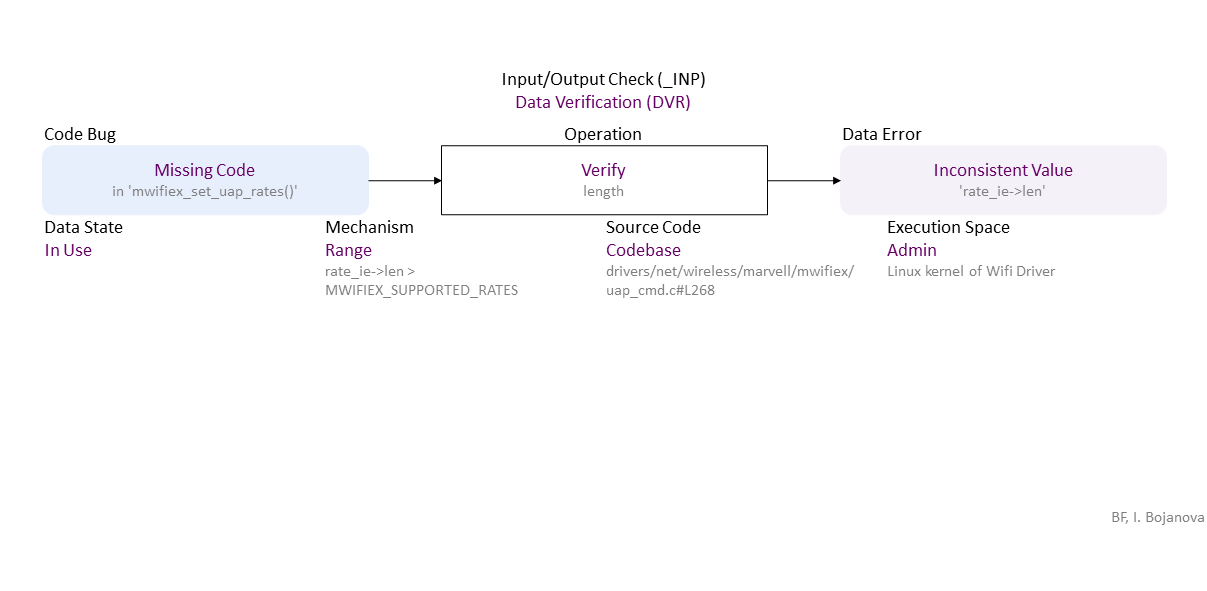 Input/Output Check (_INP)
Data Verification (DVR)
Code Bug
Operation
Data Error
Missing Code
in 'mwifiex_set_uap_rates()'
Verify
length
Inconsistent Value
'rate_ie->len'
Data State
In Use
Mechanism
Range
rate_ie->len >
MWIFIEX_SUPPORTED_RATES
Source Code
Codebase
drivers/net/wireless/marvell/mwifiex/
uap_cmd.c#L268
Execution Space
Admin
Linux kernel of Wifi Driver
BF, I. Bojanova